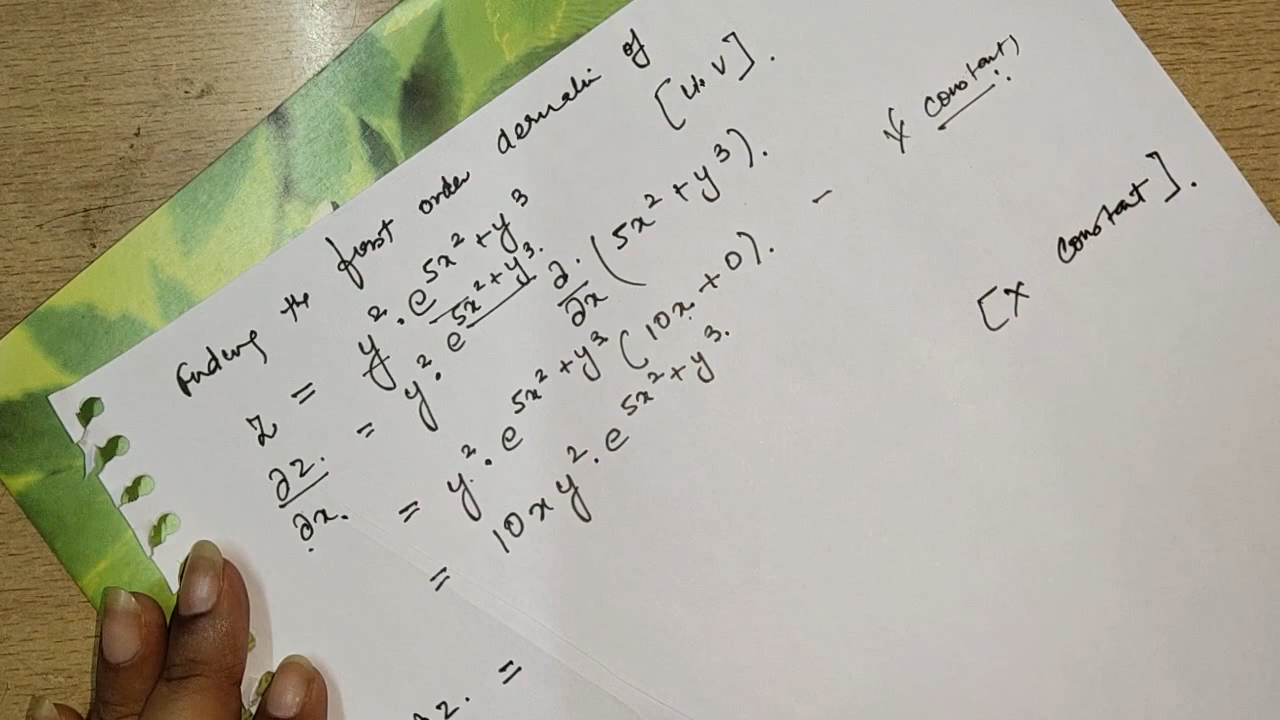 Finding the first order derivatie of
z = y². e^5x²+y³ [u.v].
∂z. / ∂x. = y². e^5x²+y³. ∂. / ∂x (5x²+y³). - y constant
= y². e^5x²+y³ (10x+0). [x constant].
= 10xy². e^5x²+y³.
∂z. =